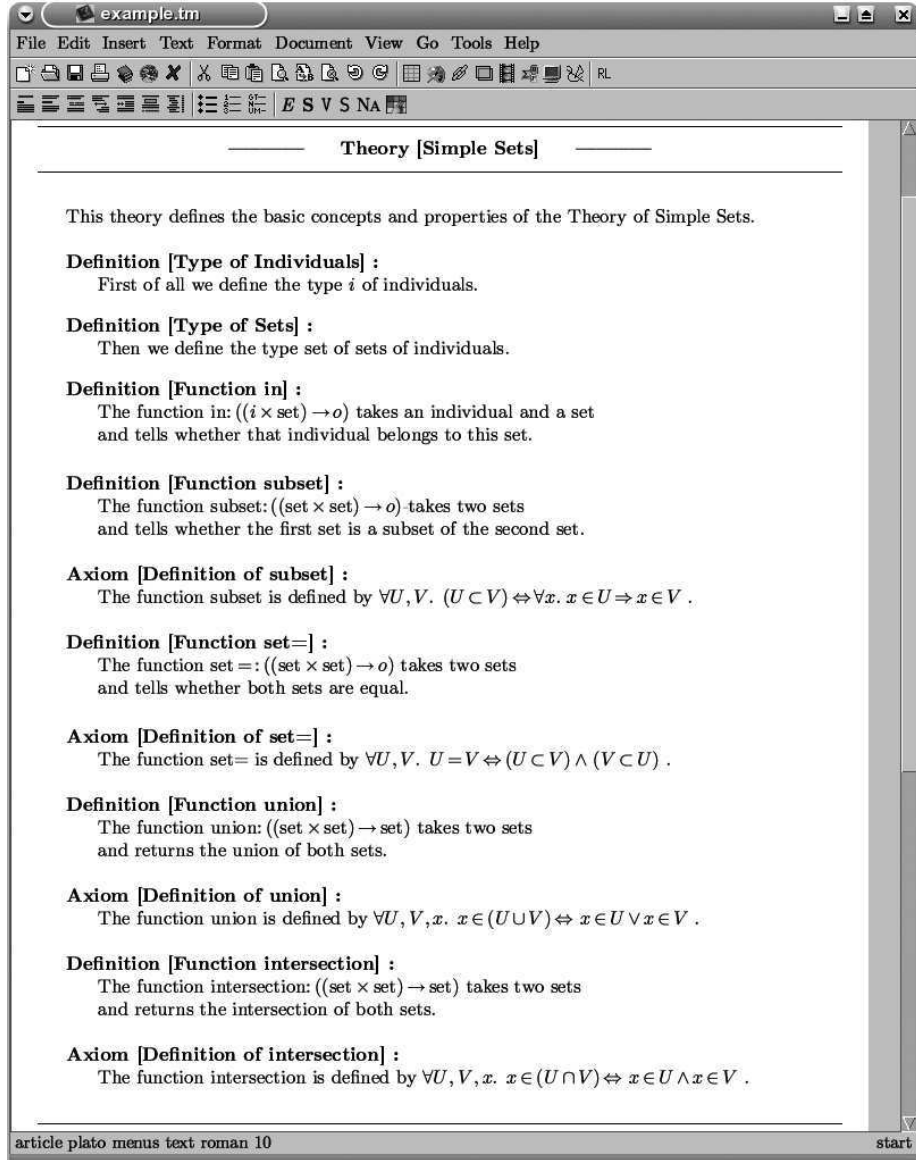 example.tm
File Edit Insert Text Format Document View Go Tools Help
RL
E S V S NA
Theory [Simple Sets]
This theory defines the basic concepts and properties of the Theory of Simple Sets.
Definition [Type of Individuals] :
First of all we define the type i of individuals.
Definition [Type of Sets] :
Then we define the type set of sets of individuals.
Definition [Function in] :
The function in: ((i × set) → o) takes an individual and a set
and tells whether that individual belongs to this set.
Definition [Function subset] :
The function subset: ((set × set) → o) takes two sets
and tells whether the first set is a subset of the second set.
Axiom [Definition of subset] :
The function subset is defined by ∀U, V. (U ⊂ V) ⇔ ∀x. x ∈ U ⇒ x ∈ V .
Definition [Function set=] :
The function set =: ((set × set) → o) takes two sets
and tells whether both sets are equal.
Axiom [Definition of set=] :
The function set= is defined by ∀U, V. U = V ⇔ (U ⊂ V) ∧ (V ⊂ U) .
Definition [Function union] :
The function union: ((set × set) → set) takes two sets
and returns the union of both sets.
Axiom [Definition of union] :
The function union is defined by ∀U, V, x. x ∈ (U ∪ V) ⇔ x ∈ U ∨ x ∈ V .
Definition [Function intersection] :
The function intersection: ((set × set) → set) takes two sets
and returns the intersection of both sets.
Axiom [Definition of intersection] :
The function intersection is defined by ∀U, V, x. x ∈ (U ∩ V) ⇔ x ∈ U ∧ x ∈ V .
article plato menus text roman 10 start